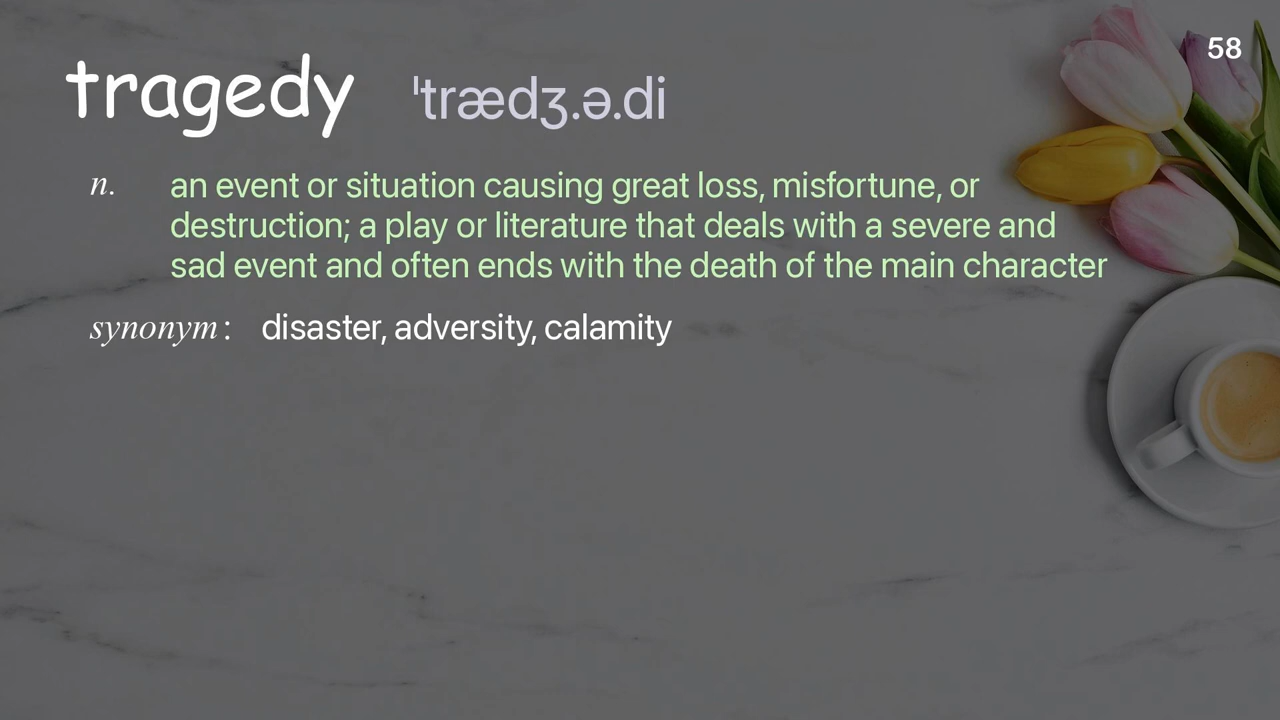 58
tragedy ˈtrædʒ.ə.di
n. an event or situation causing great loss, misfortune, or
destruction; a play or literature that deals with a severe and
sad event and often ends with the death of the main character
synonym: disaster, adversity, calamity